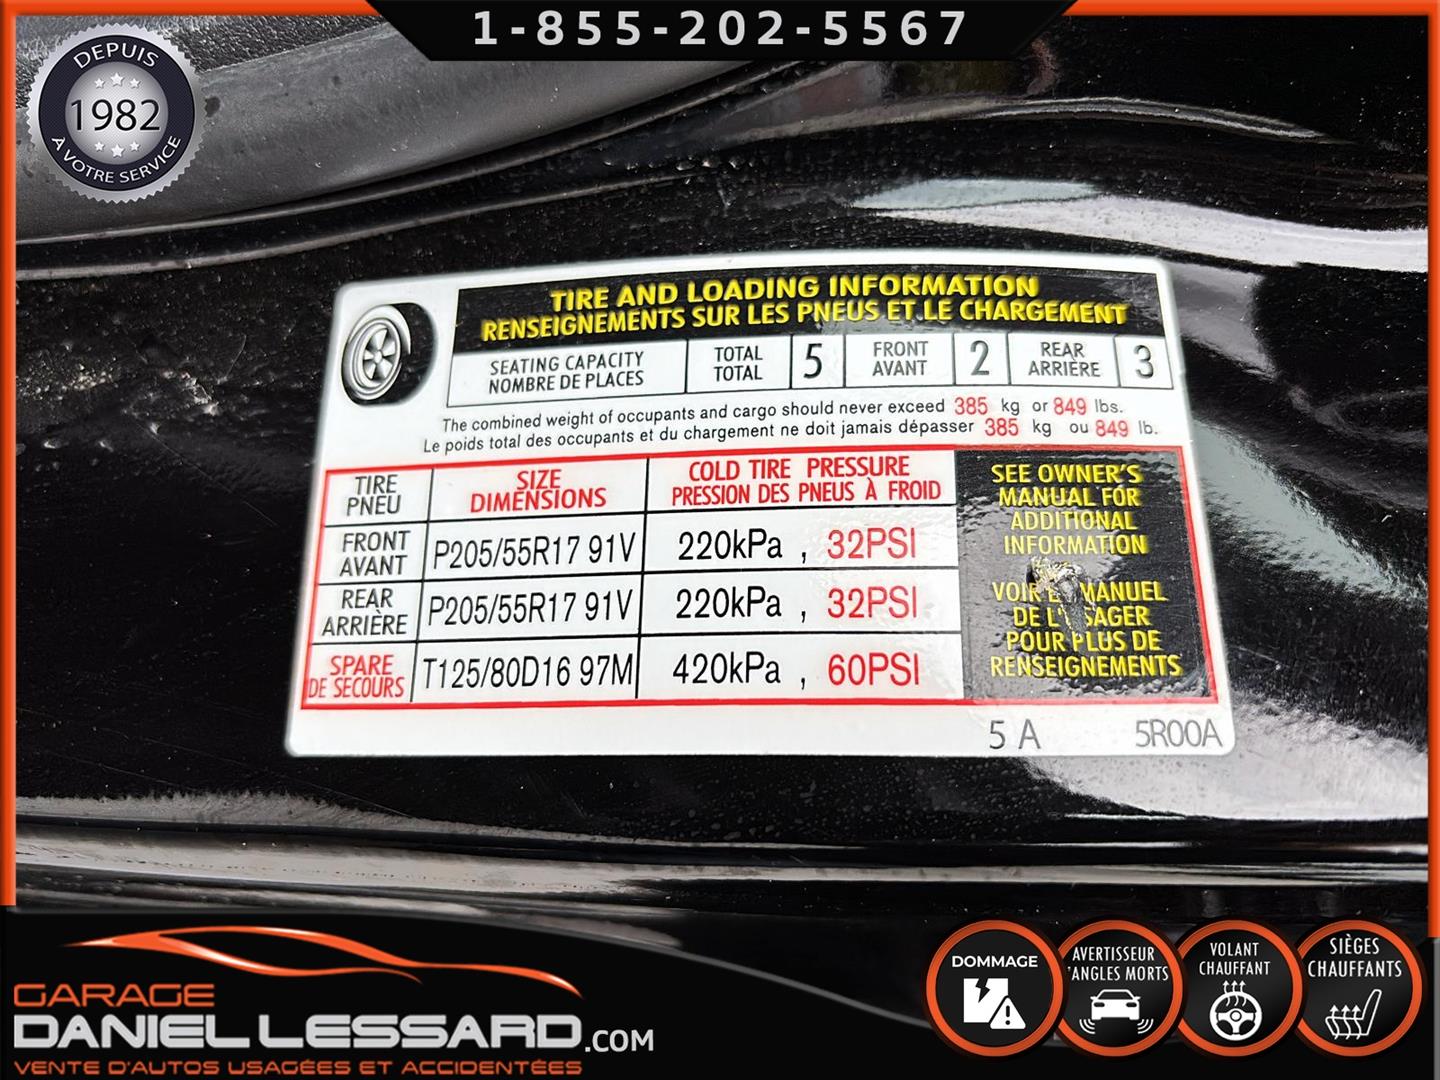 1-855-202-5567
DEPUIS
1982
À VOTRE SERVICE
TIRE AND LOADING INFORMATION
RENSEIGNEMENTS SUR LES PNEUS ET LE CHARGEMENT
SEATING CAPACITY
NOMBRE DE PLACES
TOTAL
TOTAL
5
FRONT
AVANT
2
REAR
ARRIÈRE
3
The combined weight of occupants and cargo should never exceed 385 kg or 849 lbs.
Le poids total des occupants et du chargement ne doit jamais dépasser 385 kg ou 849 lb.
TIRE
PNEU
SIZE
DIMENSIONS
COLD TIRE PRESSURE
PRESSION DES PNEUS À FROID
FRONT
AVANT
P205/55R17 91V
220kPa , 32PSI
REAR
ARRIÈRE
P205/55R17 91V
220kPa , 32PSI
SPARE
DE SECOURS
T125/80D16 97M
420kPa , 60PSI
SEE OWNER'S
MANUAL FOR
ADDITIONAL
INFORMATION
VOIR MANUEL
DE
POUR PLUS DE
RENSEIGNEMENTS
5 A 5R00A
GARAGE
DANIEL LESSARD.COM
VENTE D'AUTOS USAGÉES ET ACCIDENTÉES
DOMMAGE
AVERTISSEUR
'ANGLES MORTS
VOLANT
CHAUFFANT
SIÈGES
CHAUFFANTS